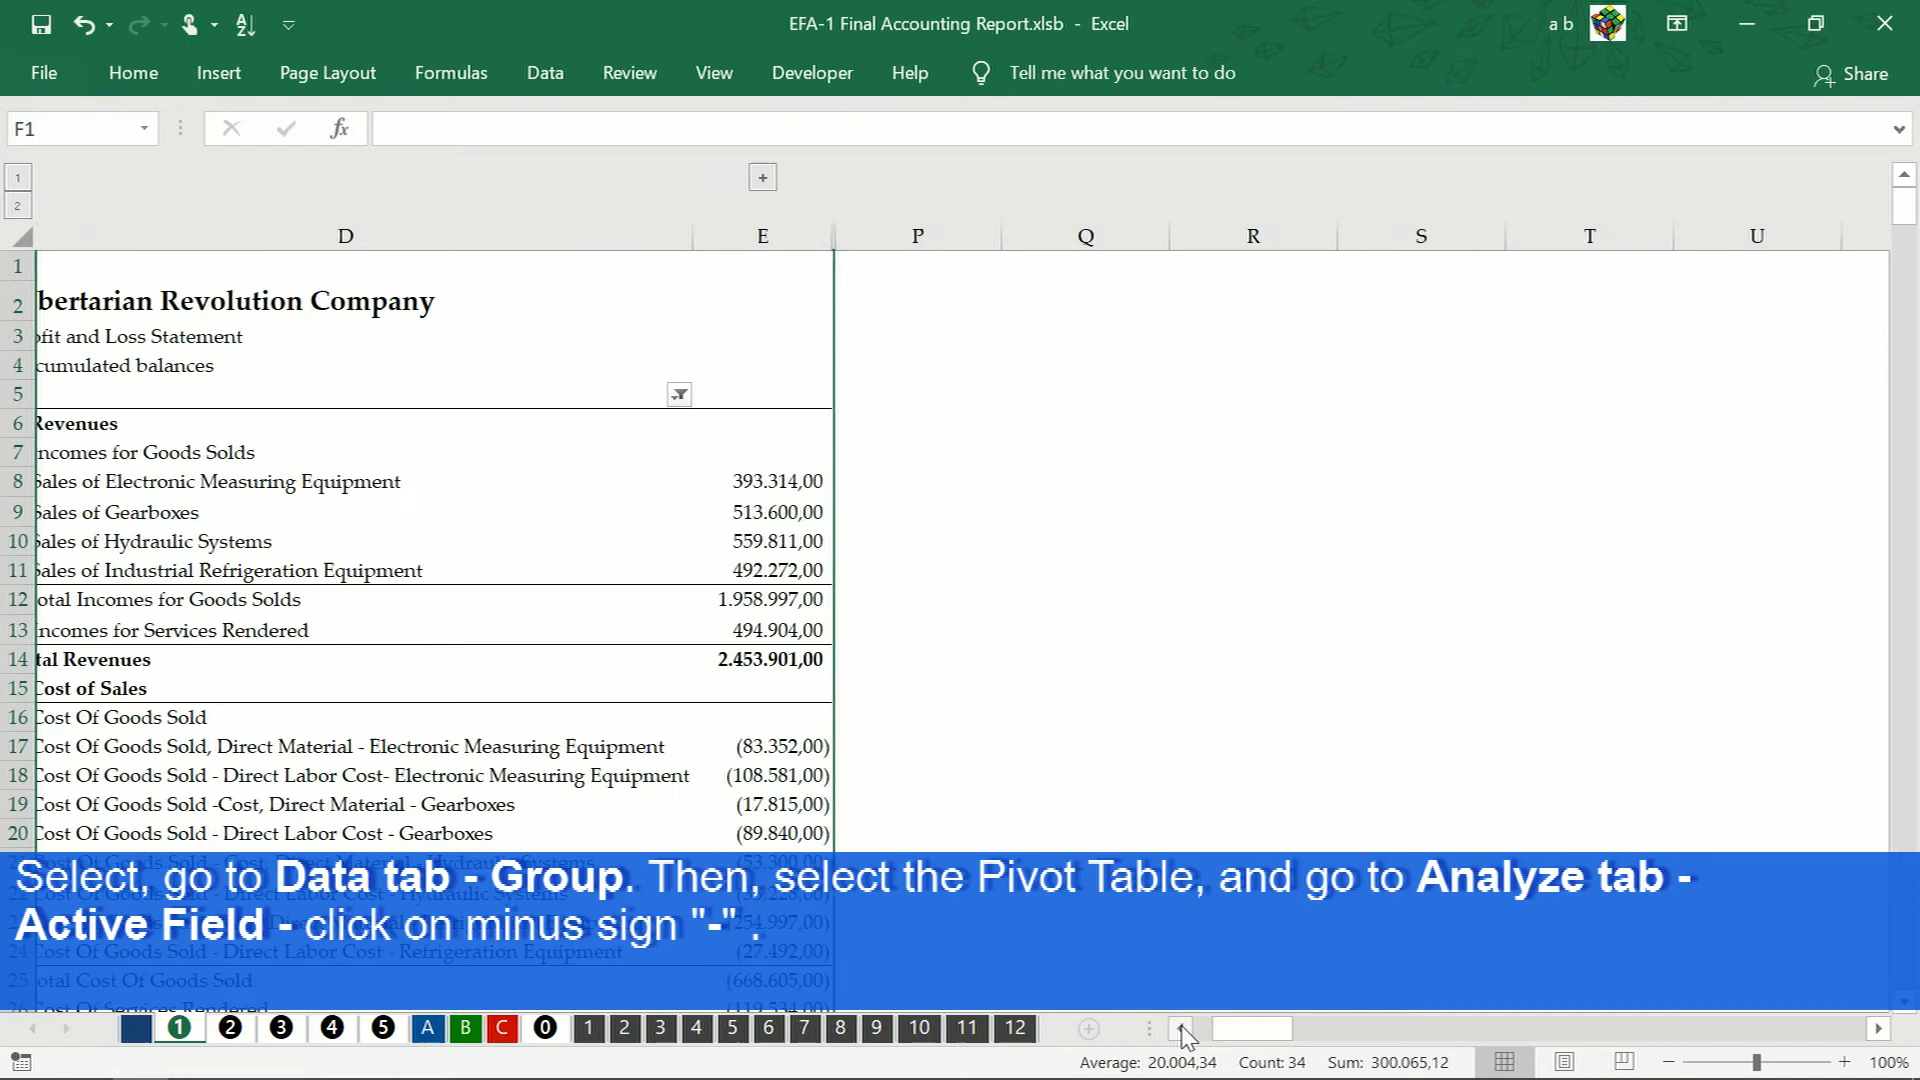 EFA-1 Final Accounting Report.xlsb - Excel
a b
File Home Insert Page Layout Formulas Data Review View Developer Help Tell me what you want to do Share
F1 fx
1 +
2
D E P Q R S T U
1
2 bertarian Revolution Company
3 ofit and Loss Statement
4 cumulated balances
5
6 Revenues
7 ncomes for Goods Solds
8 Sales of Electronic Measuring Equipment 393.314,00
9 Sales of Gearboxes 513.600,00
10 Sales of Hydraulic Systems 559.811,00
11 Sales of Industrial Refrigeration Equipment 492.272,00
12 otal Incomes for Goods Solds 1.958.997,00
13 Incomes for Services Rendered 494.904,00
14 tal Revenues 2.453.901,00
15 Cost of Sales
16 Cost Of Goods Sold
17 Cost Of Goods Sold, Direct Material - Electronic Measuring Equipment (83.352,00)
18 Cost Of Goods Sold - Direct Labor Cost- Electronic Measuring Equipment (108.581,00)
19 Cost Of Goods Sold -Cost, Direct Material - Gearboxes (17.815,00)
20 Cost Of Goods Sold - Direct Labor Cost - Gearboxes (89.840,00)
Select, go to Data tab - Group. Then, select the Pivot Table, and go to Analyze tab -
Active Field - click on minus sign "-" .
24 Cost Of Goods Sold - Direct Labor Cost - Refrigeration Equipment (27.492,00)
25 otal Cost Of Goods Sold (668.605,00)
1 2 3 4 5 A B C 0 1 2 3 4 5 6 7 8 9 10 11 12
Average: 20.004,34 Count: 34 Sum: 300.065,12 100%